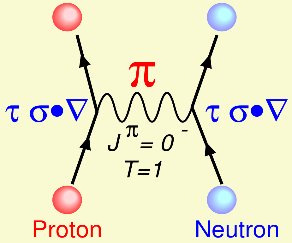 π
τ σ•∇ τ σ•∇
J π = 0 -
T=1
Proton Neutron